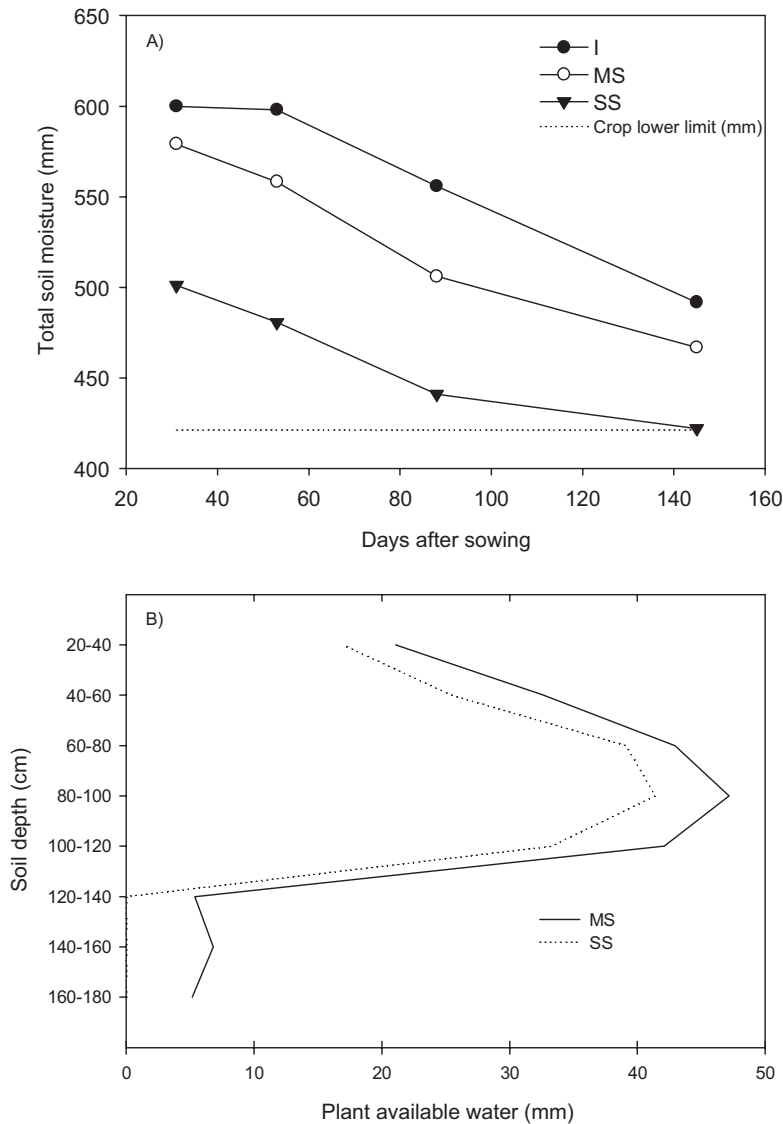 A)
I
MS
SS
Crop lower limit (mm)
650
600
550
500
450
400
Total soil moisture (mm)
20 40 60 80 100 120 140 160
Days after sowing
B)
20-40
40-60
60-80
80-100
100-120
120-140
140-160
160-180
Soil depth (cm)
MS
SS
0 10 20 30 40 50
Plant available water (mm)